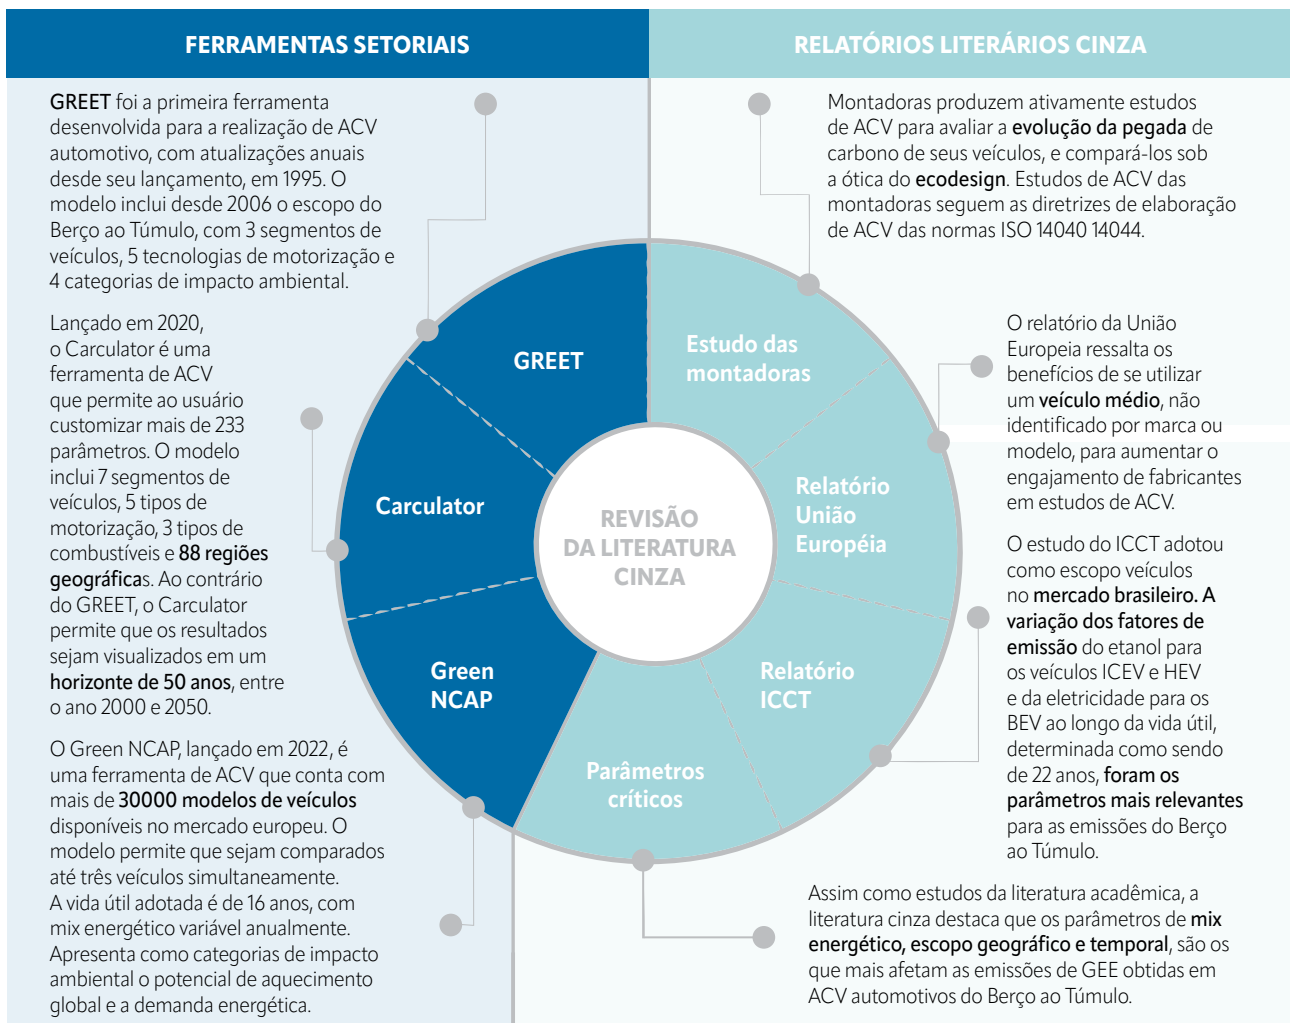 FERRAMENTAS SETORIAIS
GREET foi a primeira ferramenta
desenvolvida para a realização de ACV
automotivo, com atualizações anuais
desde seu lançamento, em 1995. O
modelo inclui desde 2006 o escopo do
Berço ao Túmulo, com 3 segmentos de
veículos, 5 tecnologias de motorização e
4 categorias de impacto ambiental.
Lançado em 2020,
o Carculator é uma
ferramenta de ACV
que permite ao usuário
customizar mais de 233
parâmetros. O modelo
inclui 7 segmentos de
veículos, 5 tipos de
motorização, 3 tipos de
combustíveis e 88 regiões
geográficas. Ao contrário
do GREET, o Carculator
permite que os resultados
sejam visualizados em um
horizonte de 50 anos, entre
o ano 2000 e 2050.
O Green NCAP, lançado em 2022, é
uma ferramenta de ACV que conta com
mais de 30000 modelos de veículos
disponíveis no mercado europeu. O
modelo permite que sejam comparados
até três veículos simultaneamente.
A vida útil adotada é de 16 anos, com
mix energético variável anualmente.
Apresenta como categorias de impacto
ambiental o potencial de aquecimento
global e a demanda energética.
GREET
Carculator
Green
NCAP
REVISÃO
DA LITERATURA
CINZA
Estudo das
montadoras
Relatório
União
Européia
Relatório
ICCT
Parâmetros
críticos
RELATÓRIOS LITERÁRIOS CINZA
Montadoras produzem ativamente estudos
de ACV para avaliar a evolução da pegada de
carbono de seus veículos, e compará-los sob
a ótica do ecodesign. Estudos de ACV das
montadoras seguem as diretrizes de elaboração
de ACV das normas ISO 14040 14044.
O relatório da União
Europeia ressalta os
benefícios de se utilizar
um veículo médio, não
identificado por marca ou
modelo, para aumentar o
engajamento de fabricantes
em estudos de ACV.
O estudo do ICCT adotou
como escopo veículos
no mercado brasileiro. A
variação dos fatores de
emissão do etanol para
os veículos ICEV e HEV
e da eletricidade para os
BEV ao longo da vida útil,
determinada como sendo
de 22 anos, foram os
parâmetros mais relevantes
para as emissões do Berço
ao Túmulo.
Assim como estudos da literatura acadêmica, a
literatura cinza destaca que os parâmetros de mix
energético, escopo geográfico e temporal, são os
que mais afetam as emissões de GEE obtidas em
ACV automotivos do Berço ao Túmulo.